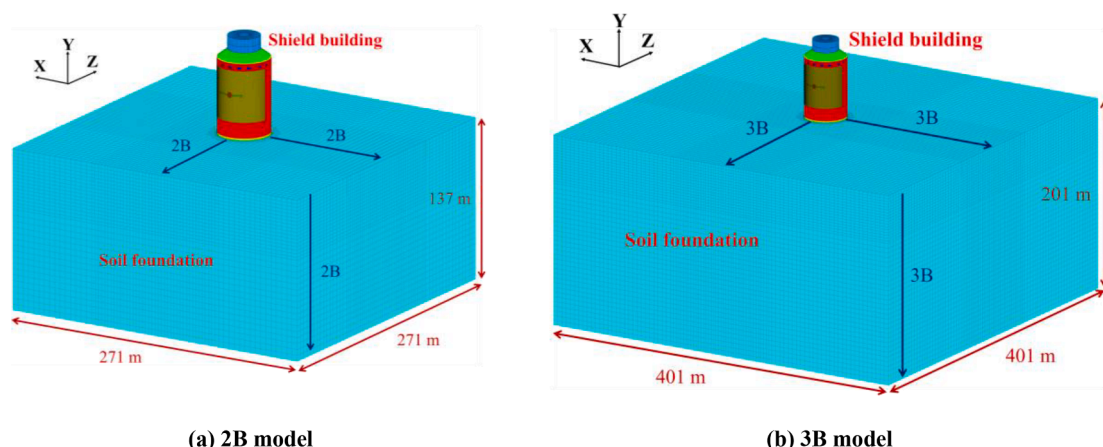 Shield building
Y
X
Z
2B
2B
137 m
Soil foundation
2B
271 m
271 m
(a) 2B model
Shield building
Y
X
Z
3B
3B
201 m
Soil foundation
3B
401 m
401 m
(b) 3B model